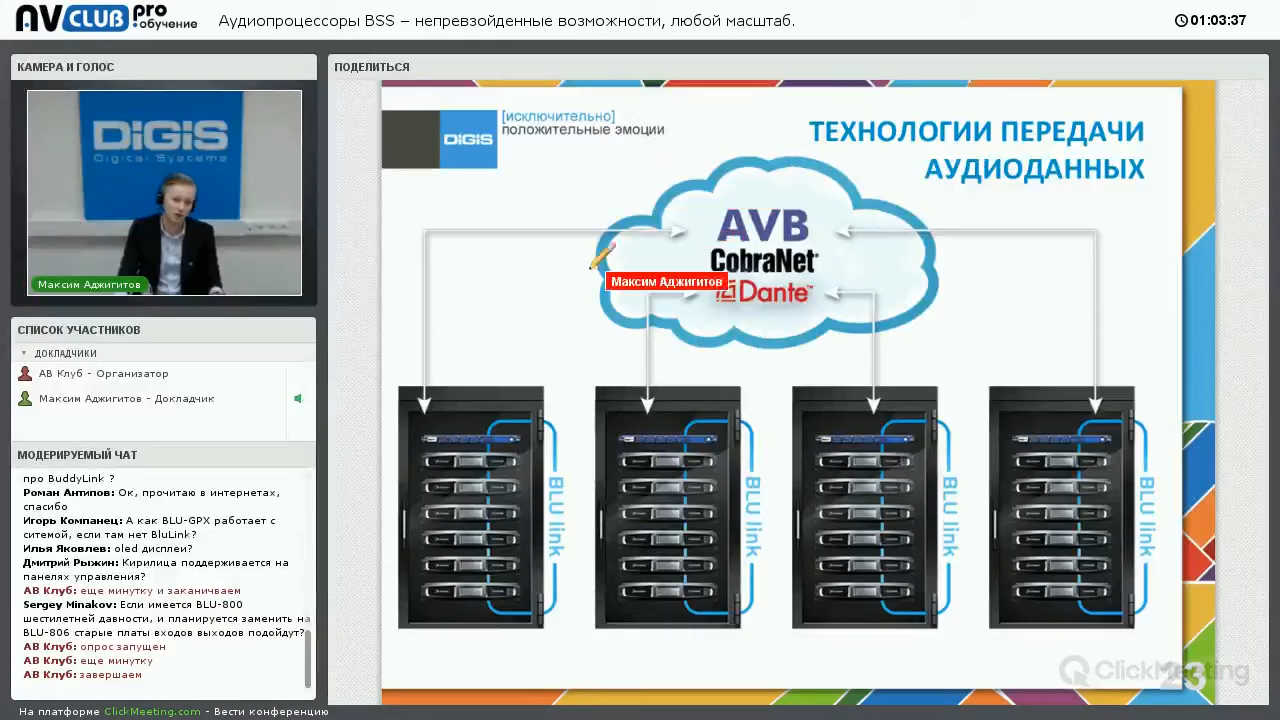 AVCLUBpro
.обучение
Аудиопроцессоры BSS – непревзойденные возможности, любой масштаб.
01:03:37
КАМЕРА И ГОЛОС
DiGiS
Digital Systems
Максим Аджигитов
СПИСОК УЧАСТНИКОВ
ДОКЛАДЧИКИ
АВ Клуб - Организатор
Максим Аджигитов - Докладчик
МОДЕРИРУЕМЫЙ ЧАТ
про BuddyLink ?
Роман Антипов: Ок, прочитаю в интернетах,
спасибо
Игорь Компанец: А как BLU-GPX работает с
ситемой, если там нет BluLink?
Илья Яковлев: oled дисплеи?
Дмитрий Рыжин: Кирилица поддерживается на
панелях управления?
АВ Клуб: еще минутку и заканчиваем
Sergey Minakov: Если имеется BLU-800
шестилетней давности, и планируется заменить на
BLU-806 старые платы входов выходов подойдут?
АВ Клуб: опрос запущен
АВ Клуб: еще минутку
АВ Клуб: завершаем
ПОДЕЛИТЬСЯ
DiGiS
[исключительно]
положительные эмоции
ТЕХНОЛОГИИ ПЕРЕДАЧИ
АУДИОДАННЫХ
AVB
CobraNet
Максим Аджигитов
Dante™
BLU link
BLU link
BLU link
BLU link
ClickMeeting
На платформе ClickMeeting.com - Вести конференцию